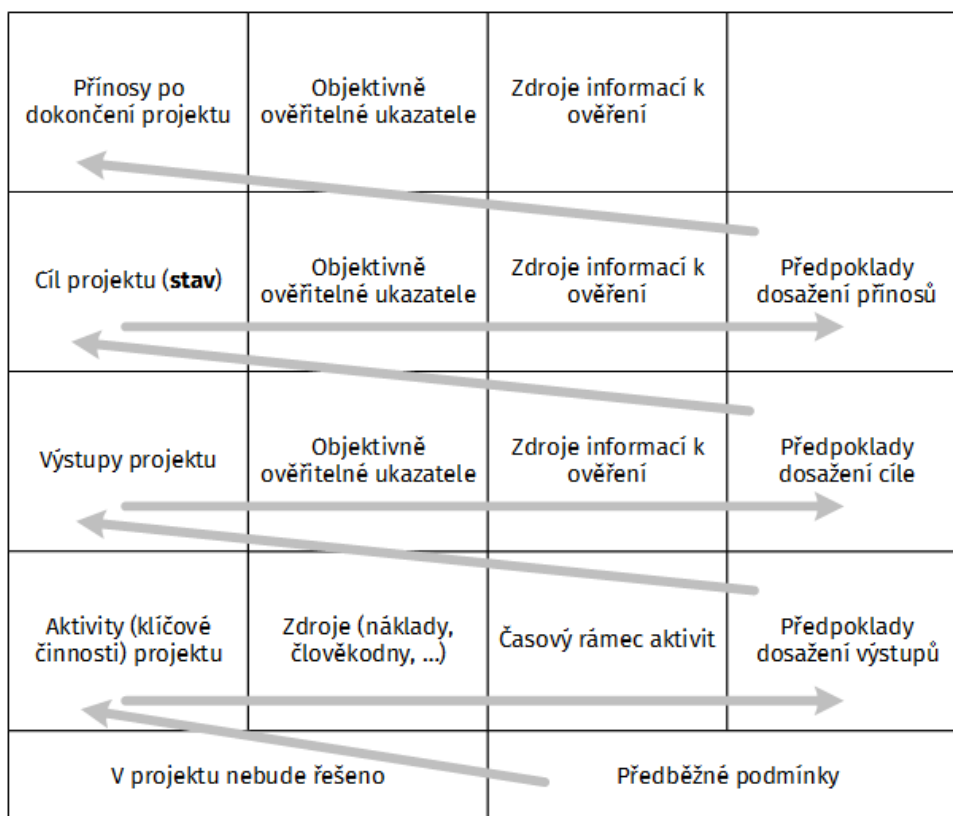 Přínosy po
dokončení projektu
Objektivně
ověřitelné ukazatele
Zdroje informací k
ověření
Cíl projektu (stav)
Objektivně
ověřitelné ukazatele
Zdroje informací k
ověření
Předpoklady
dosažení přínosů
Výstupy projektu
Objektivně
ověřitelné ukazatele
Zdroje informací k
ověření
Předpoklady
dosažení cíle
Aktivity (klíčové
činnosti) projektu
Zdroje (náklady,
člověkodny, ...)
Časový rámec aktivit
Předpoklady
dosažení výstupů
V projektu nebude řešeno
Předběžné podmínky